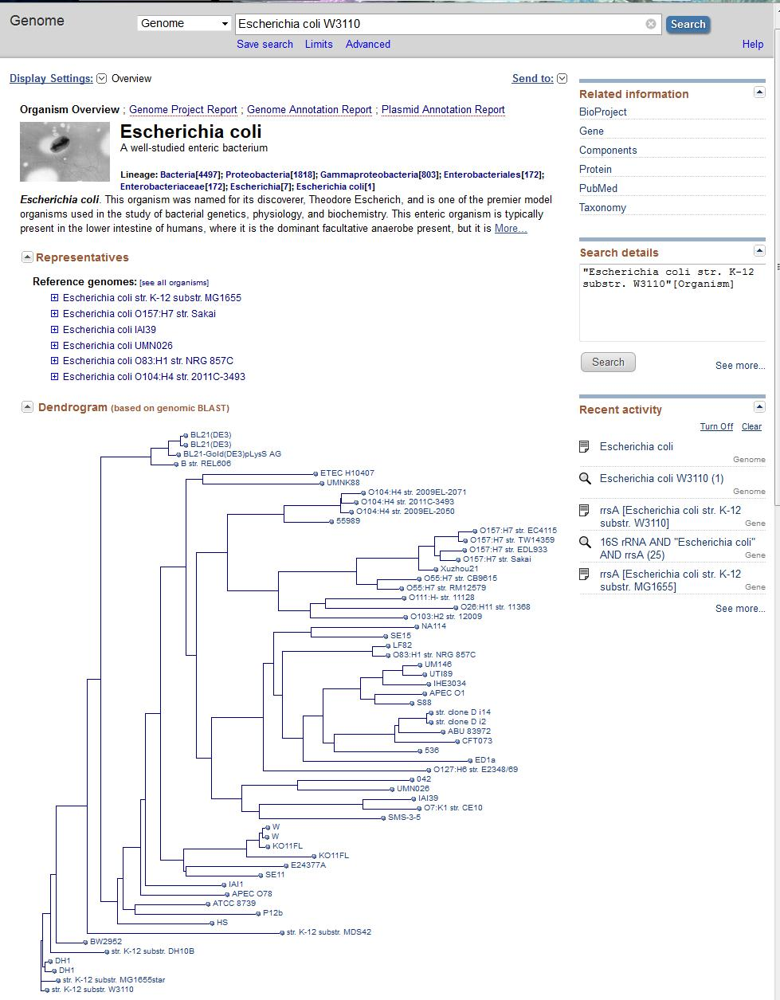 Genome
Genome
Escherichia coli W3110
Search
Save search Limits Advanced
Help
Display Settings: Overview
Send to:
Organism Overview ; Genome Project Report ; Genome Annotation Report ; Plasmid Annotation Report
Escherichia coli
A well-studied enteric bacterium
Lineage: Bacteria[4497]; Proteobacteria[1818]; Gammaproteobacteria[803]; Enterobacteriales[172];
Enterobacteriaceae[172]; Escherichia[7]; Escherichia coli[1]
Escherichia coli. This organism was named for its discoverer, Theodore Escherich, and is one of the premier model
organisms used in the study of bacterial genetics, physiology, and biochemistry. This enteric organism is typically
present in the lower intestine of humans, where it is the dominant facultative anaerobe present, but it is More...
Representatives
Reference genomes: [see all organisms]
Escherichia coli str. K-12 substr. MG1655
Escherichia coli O157:H7 str. Sakai
Escherichia coli IAI39
Escherichia coli UMN026
Escherichia coli O83:H1 str. NRG 857C
Escherichia coli O104:H4 str. 2011C-3493
Dendrogram (based on genomic BLAST)
BL21(DE3)
BL21(DE3)
BL21-Gold(DE3)pLysS AG
B str. REL606
ETEC H10407
UMNK88
O104:H4 str. 2009EL-2071
O104:H4 str. 2011C-3493
O104:H4 str. 2009EL-2050
55989
O157:H7 str. EC4115
O157:H7 str. TW14359
O157:H7 str. EDL933
O157:H7 str. Sakai
Xuzhou21
O55:H7 str. CB9615
O55:H7 str. RM12579
O111:H- str. 11128
O26:H11 str. 11368
O103:H2 str. 12009
NA114
SE15
LF82
O83:H1 str. NRG 857C
UM146
UTI89
IHE3034
APEC O1
S88
str. clone D i14
str. clone D i2
ABU 83972
CFT073
536
ED1a
O127:H6 str. E2348/69
042
UMN026
IAI39
O7:K1 str. CE10
SMS-3-5
W
W
KO11FL
KO11FL
E24377A
SE11
IAI1
APEC O78
ATCC 8739
P12b
HS
str. K-12 substr. MDS42
BW2952
str. K-12 substr. DH10B
DH1
DH1
str. K-12 substr. MG1655star
str. K-12 substr. W3110
Related information
BioProject
Gene
Components
Protein
PubMed
Taxonomy
Search details
"Escherichia coli str. K-12
substr. W3110"[Organism]
Search
See more...
Recent activity
Turn Off Clear
Escherichia coli
Genome
Escherichia coli W3110 (1)
Genome
rrsA [Escherichia coli str. K-12
substr. W3110]
Gene
16S rRNA AND "Escherichia coli"
AND rrsA (25)
Gene
rrsA [Escherichia coli str. K-12
substr. MG1655]
Gene
See more...